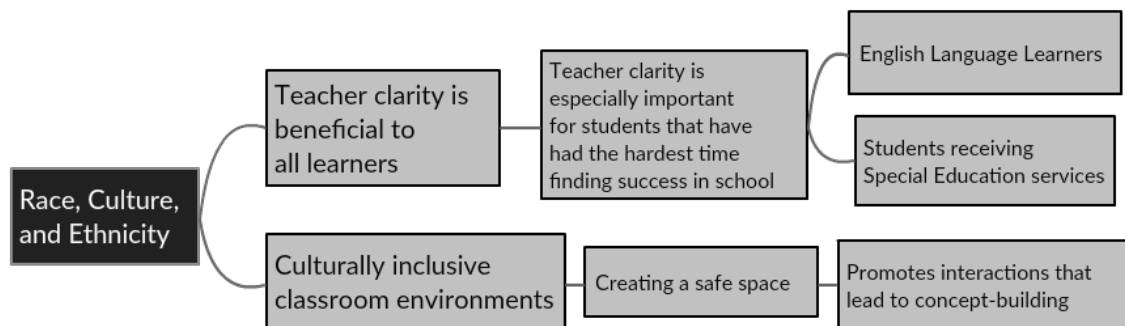 Race, Culture,
and Ethnicity
Teacher clarity is
beneficial to
all learners
Teacher clarity is
especially important
for students that have
had the hardest time
finding success in school
English Language Learners
Students receiving
Special Education services
Culturally inclusive
classroom environments
Creating a safe space
Promotes interactions that
lead to concept-building